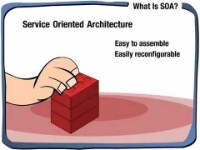 What Is SOA?
Service Oriented Architecture
Easy to assemble
Easily reconfigurable